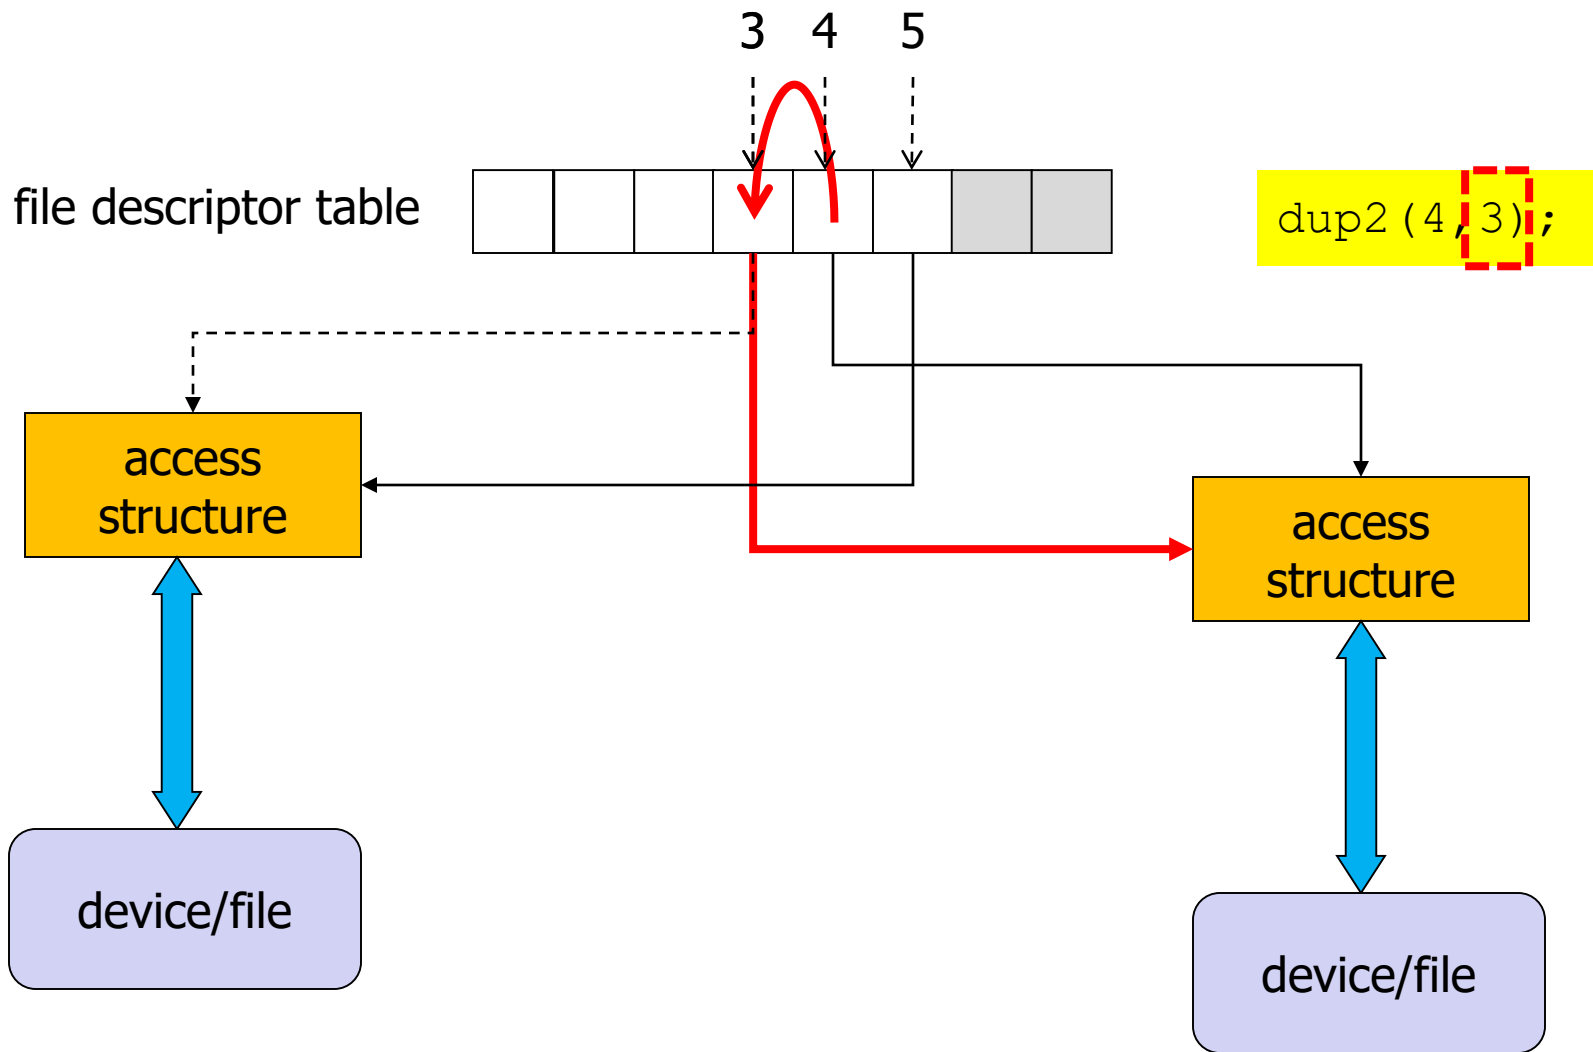 3 4 5
file descriptor table
dup2(4,3);
access
structure
access
structure
device/file
device/file